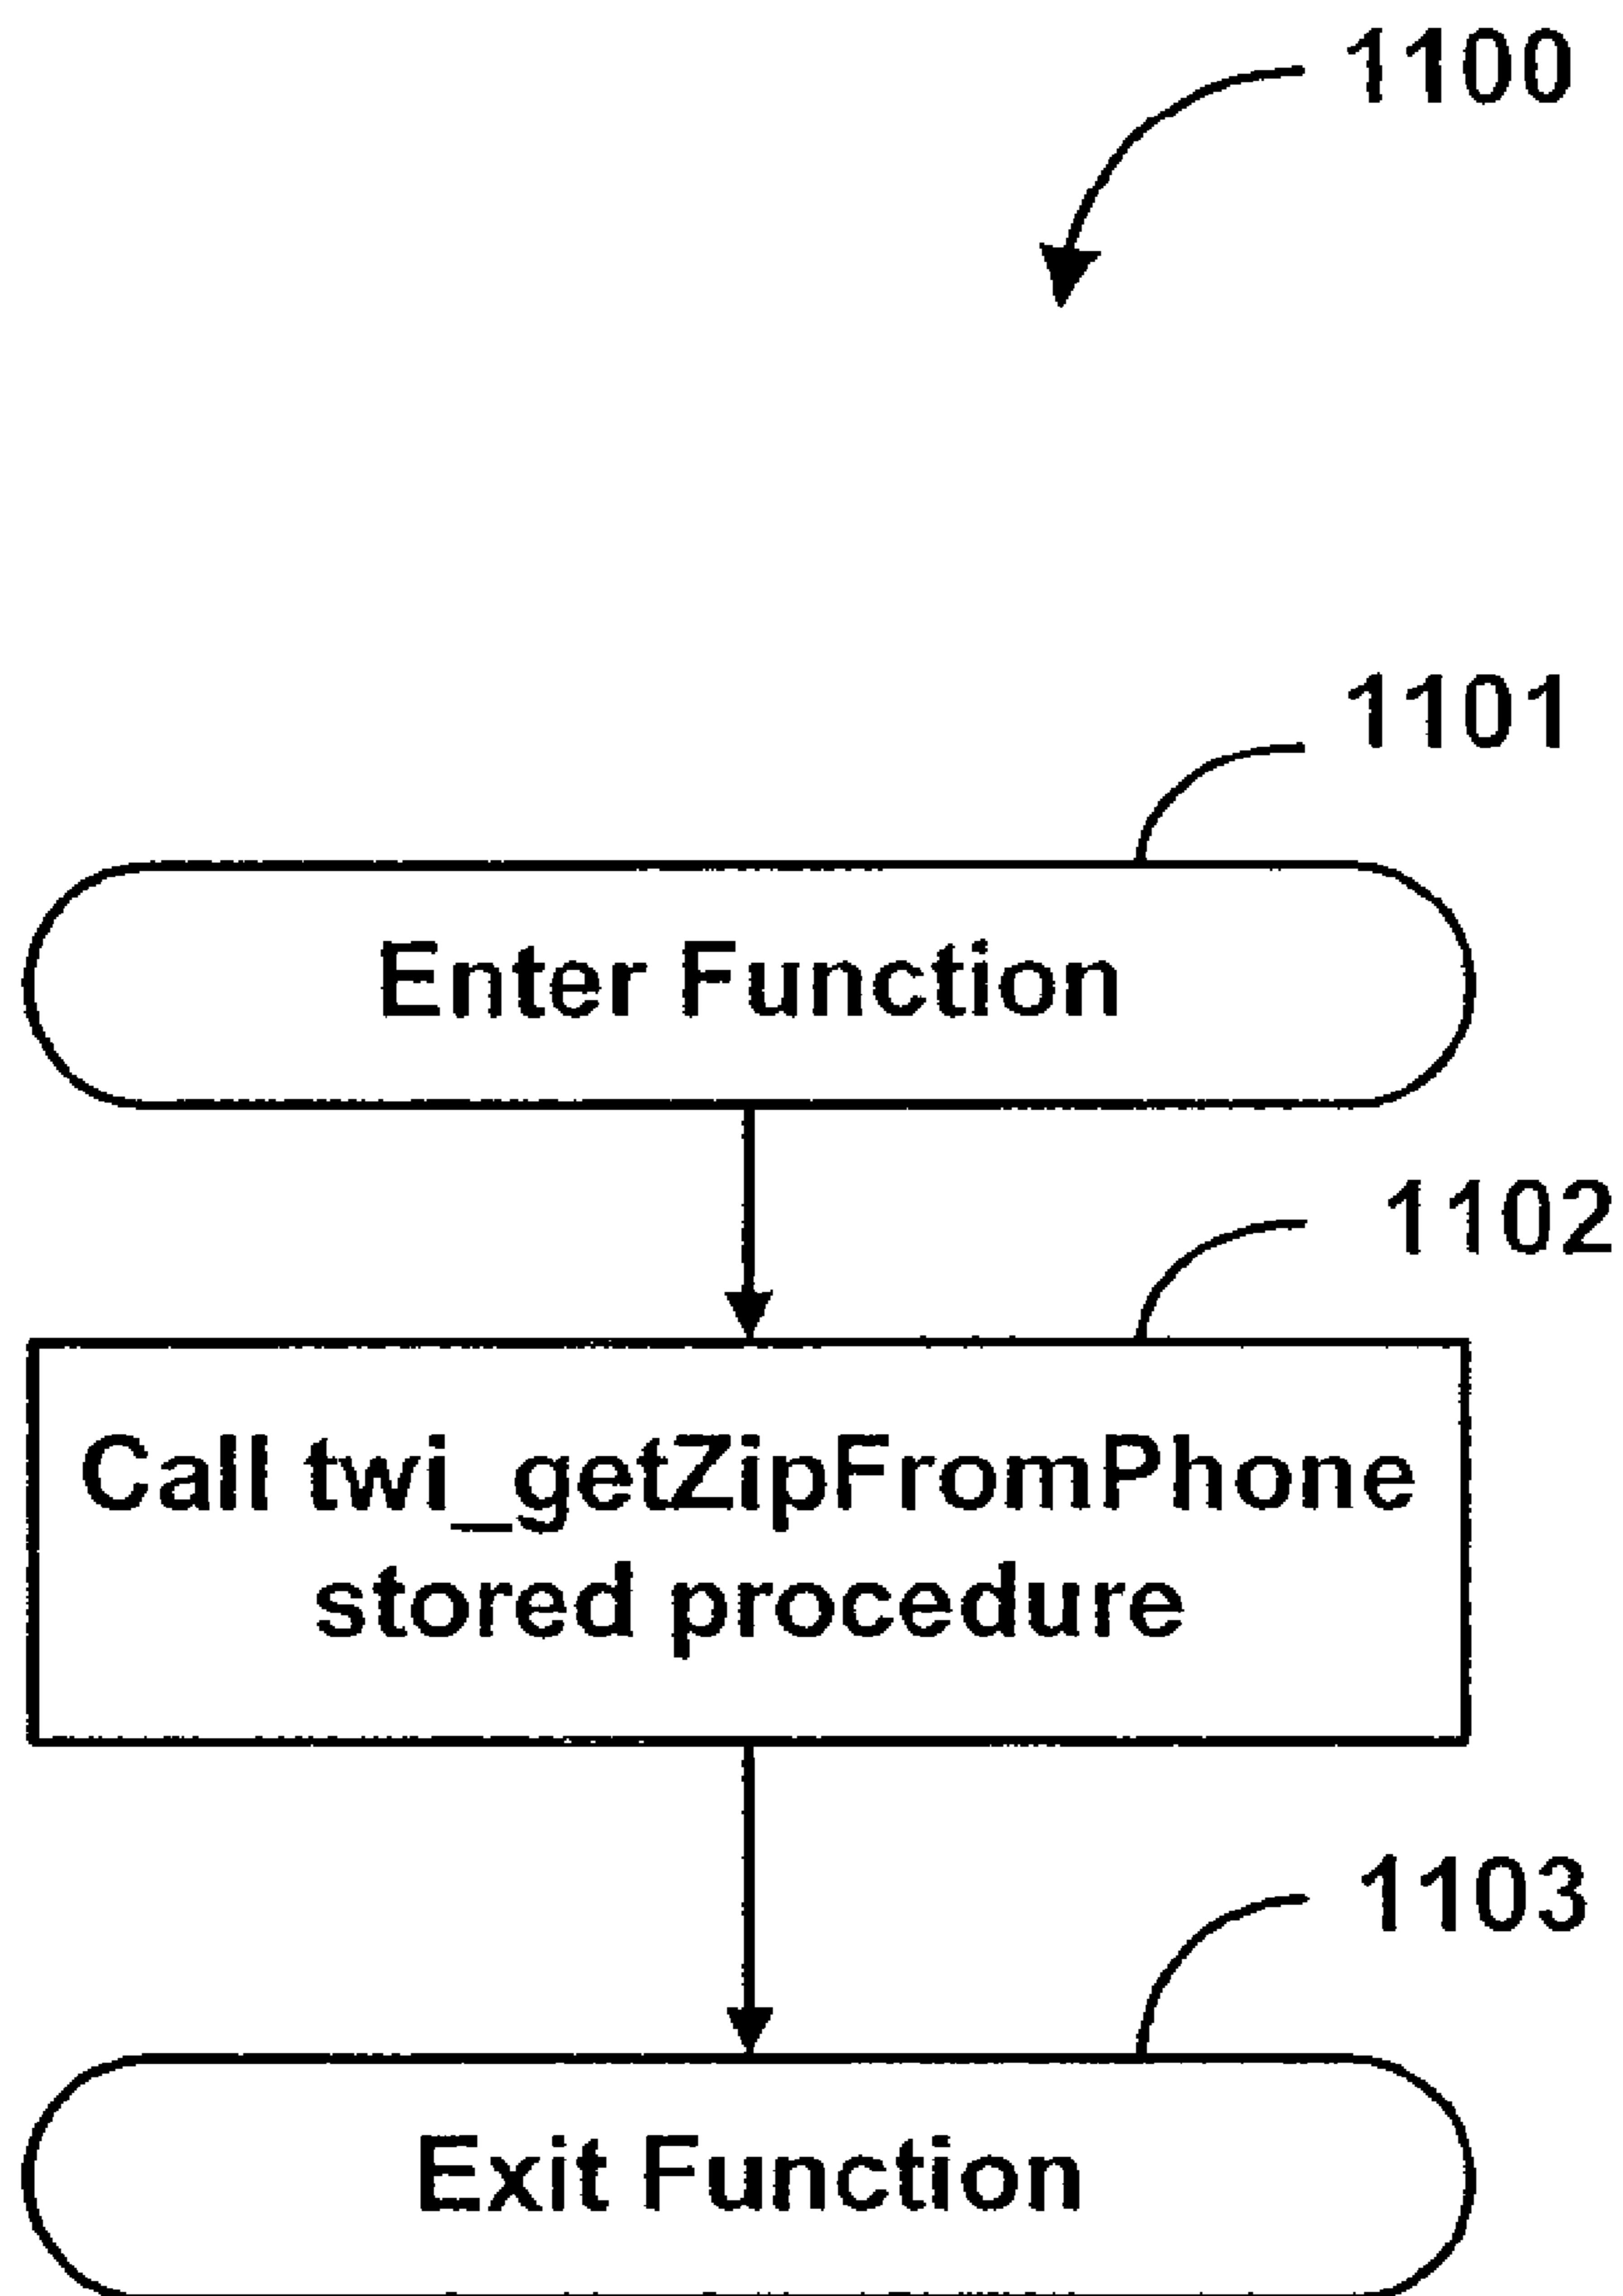 1100
1101
Enter Function
1102
Call twi_getZipFromPhone
stored procedure
1103
Exit Function